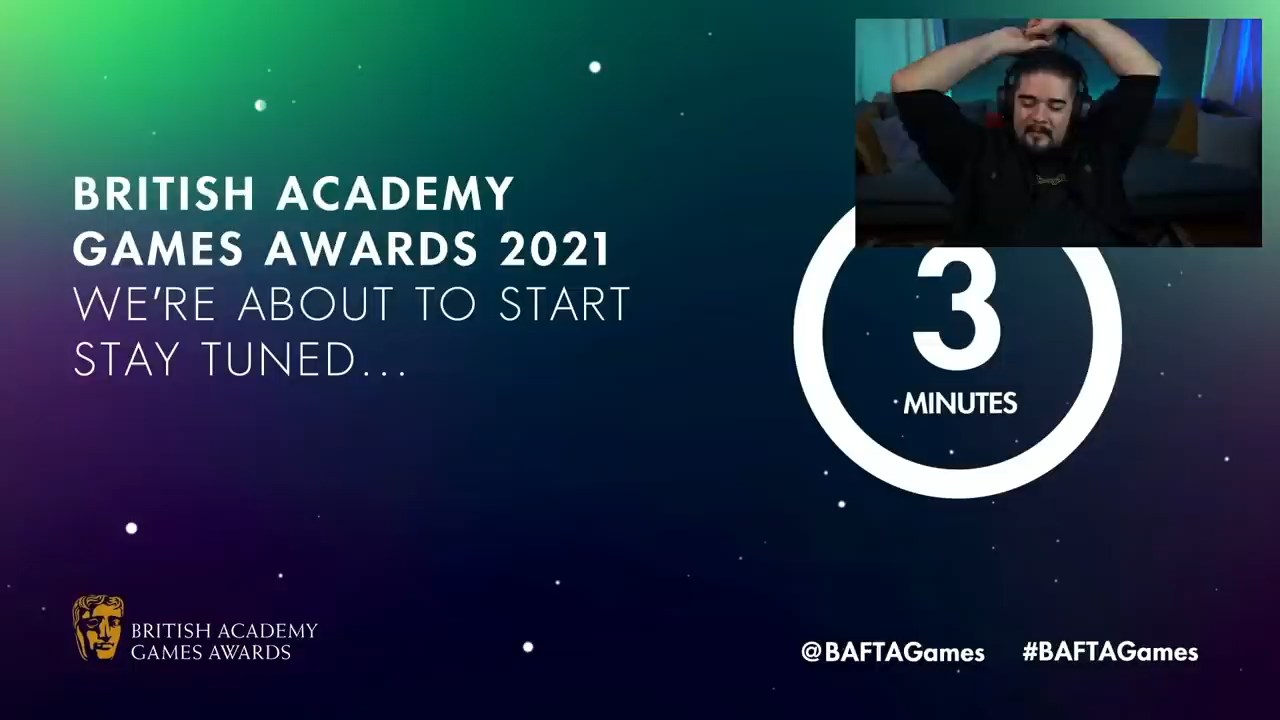 BRITISH ACADEMY
GAMES AWARDS 2021
WE'RE ABOUT TO START
STAY TUNED...
3
MINUTES
BRITISH ACADEMY
GAMES AWARDS
@BAFTAGames #BAFTAGames